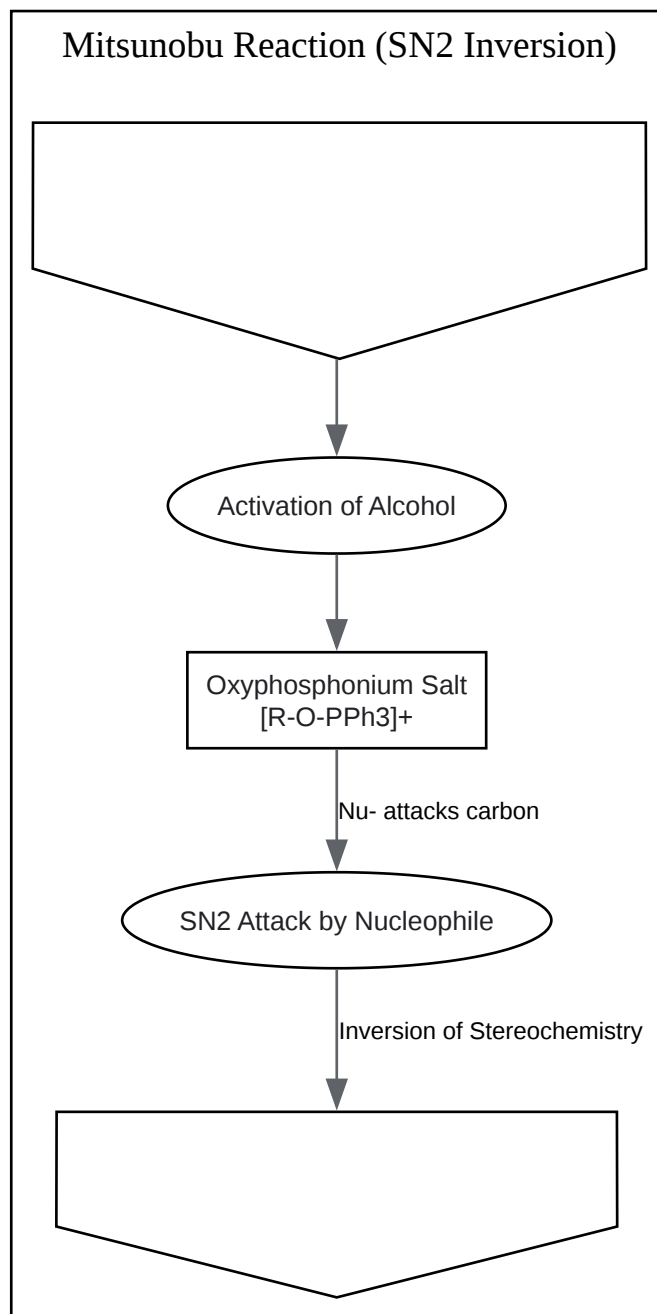 Mitsunobu Reaction (SN2 Inversion)
Activation of Alcohol
Oxyphosphonium Salt
[R-O-PPh3]+
Nu- attacks carbon
SN2 Attack by Nucleophile
Inversion of Stereochemistry